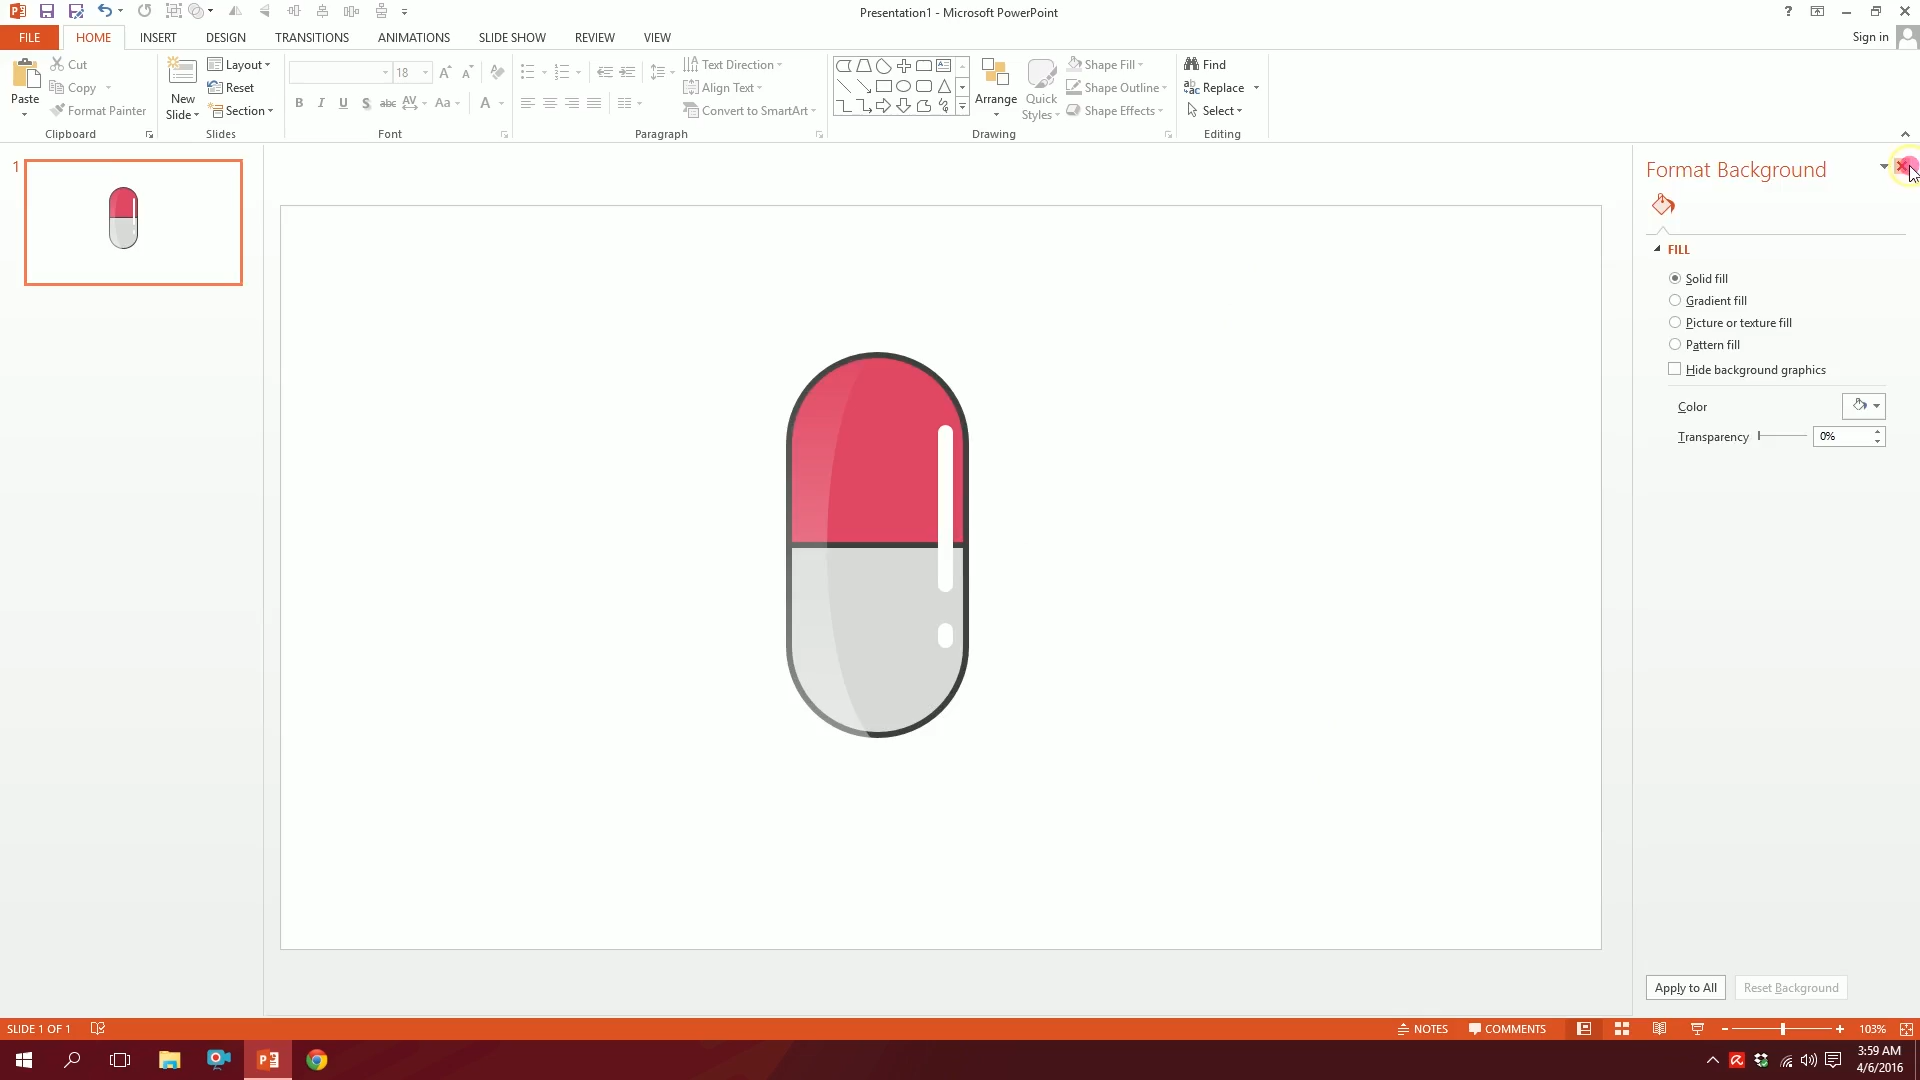 Presentation1 - Microsoft PowerPoint
?
FILE HOME INSERT DESIGN TRANSITIONS ANIMATIONS SLIDE SHOW REVIEW VIEW
Sign in
Paste
Cut
Copy
Format Painter
Clipboard
New
Slide
Layout
Reset
Section
Slides
18
B I U S abc AV Aa A
Font
Text Direction
Align Text
Convert to SmartArt
Paragraph
Arrange
Quick
Styles
Shape Fill
Shape Outline
Shape Effects
Drawing
Find
Replace
Select
Editing
1
Format Background
FILL
Solid fill
Gradient fill
Picture or texture fill
Pattern fill
Hide background graphics
Color
Transparency 0%
Apply to All Reset Background
SLIDE 1 OF 1
NOTES COMMENTS 103%
3:59 AM
4/6/2016